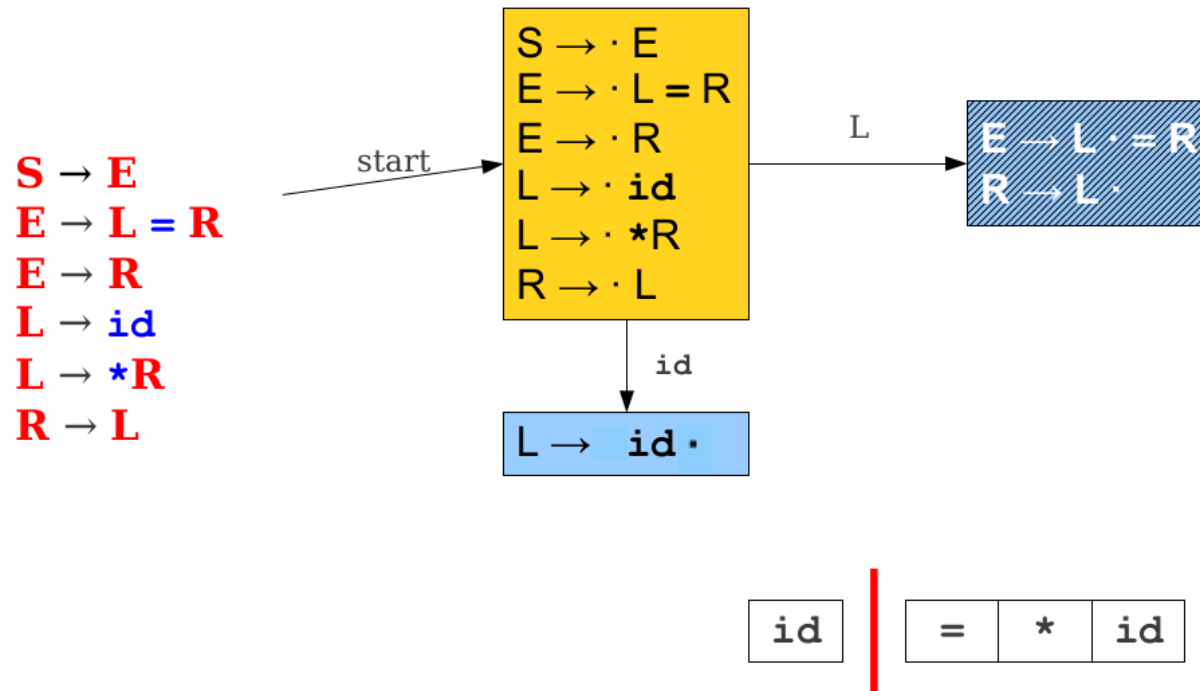 S → E
E → L = R
E → R
L → id
L → *R
R → L
start
S → · E
E → · L = R
E → · R
L → · id
L → · *R
R → · L
L
E → L · = R
R → L ·
id
L → id ·
id = * id